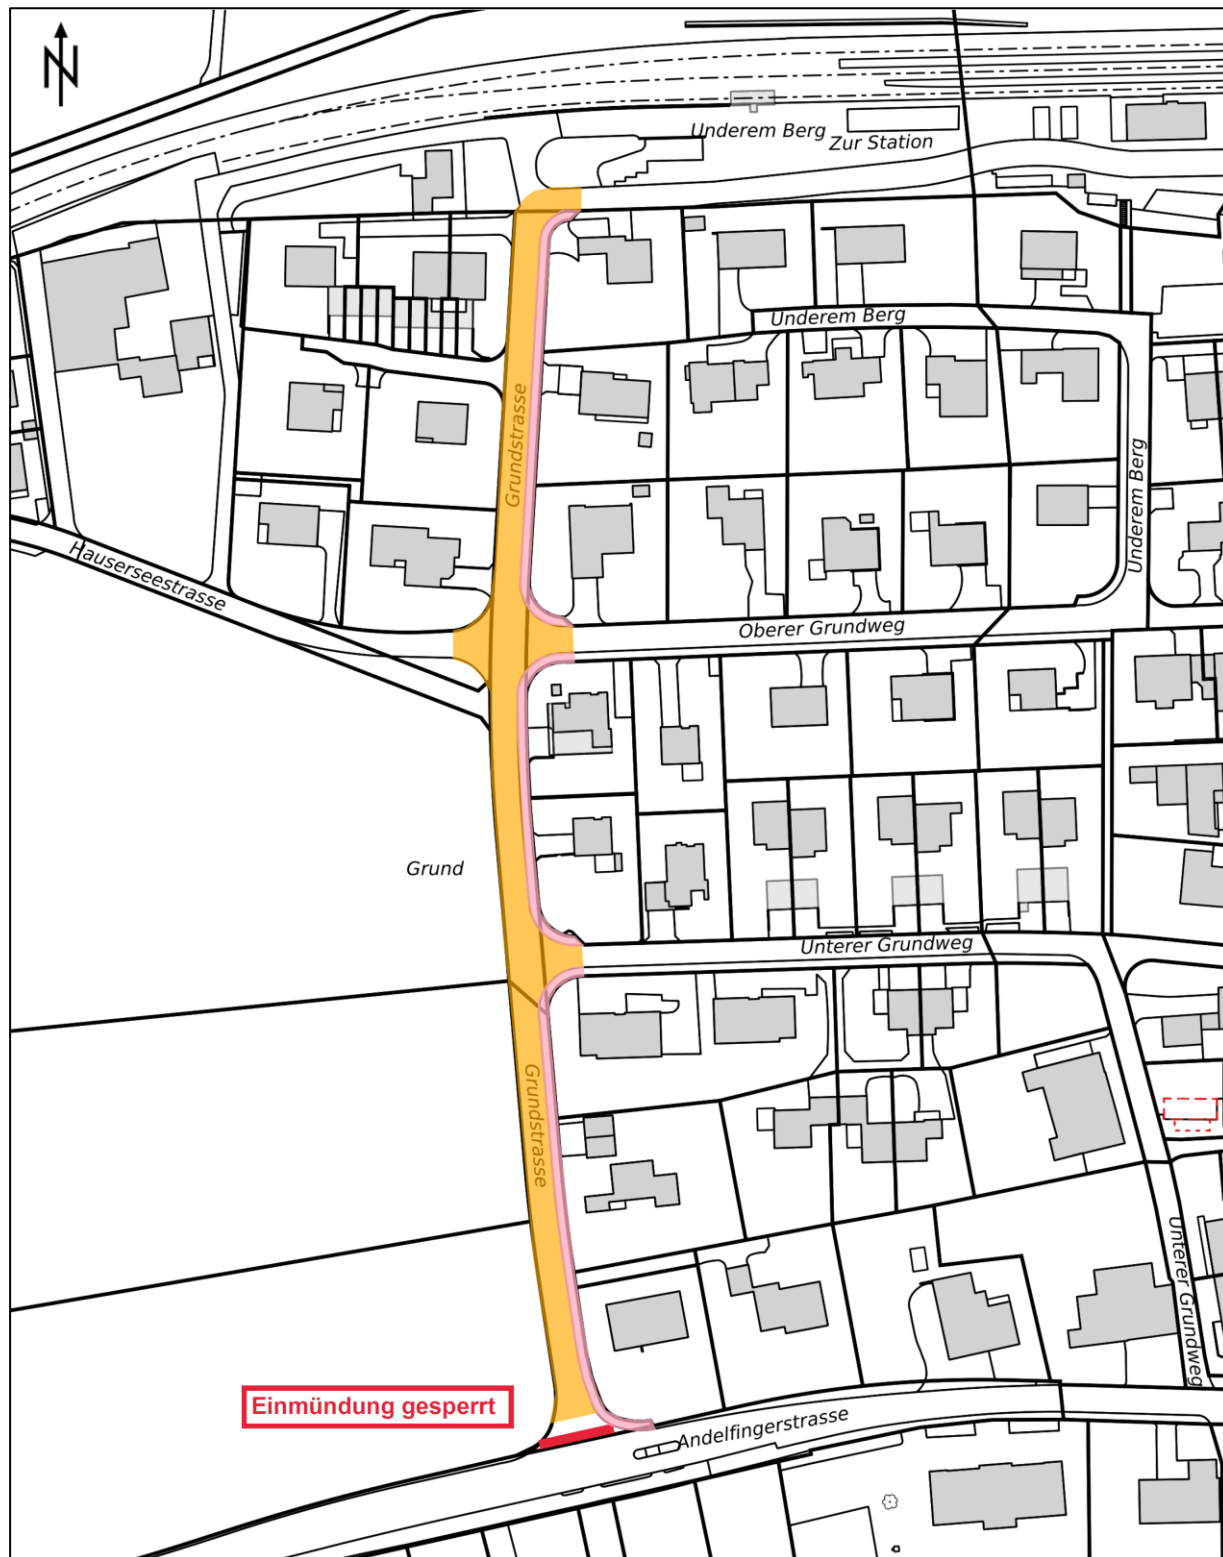 N
Underem Berg
Zur Station
Underem Berg
Grundstrasse
Underem Berg
Hauserseestrasse
Oberer Grundweg
Grund
Unterer Grundweg
Grundstrasse
Unterer Grundweg
Einmündung gesperrt
Andelfingerstrasse